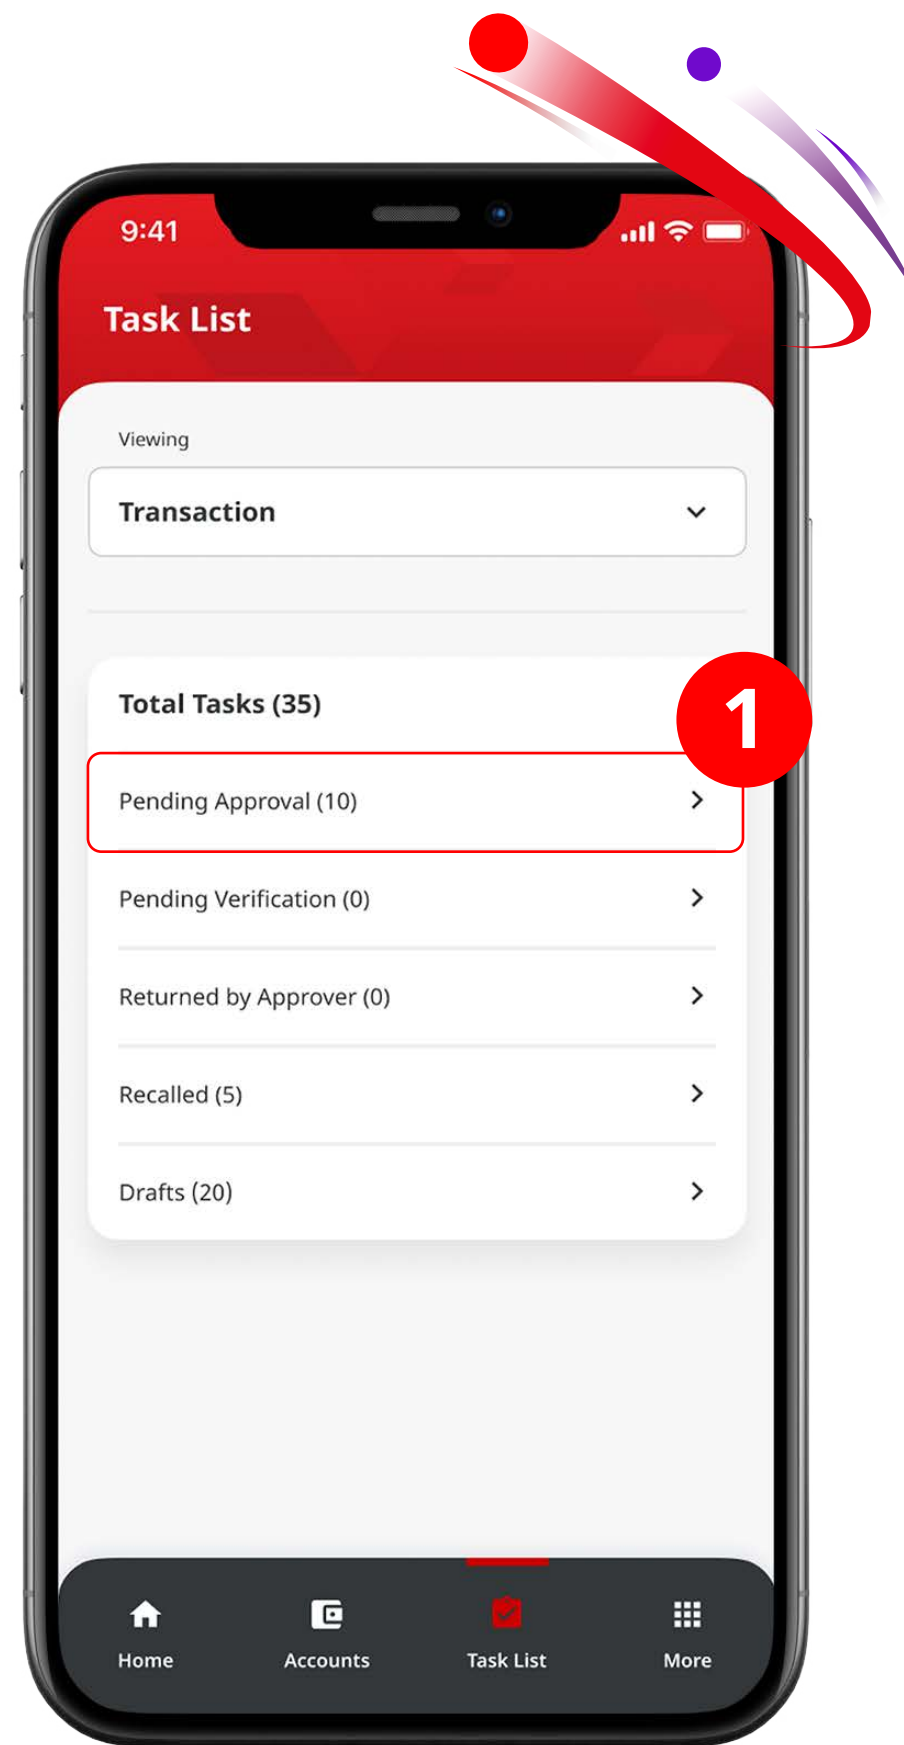 9:41
Task List
Viewing
Transaction
Total Tasks (35)
1
Pending Approval (10)
Pending Verification (0)
Returned by Approver (0)
Recalled (5)
Drafts (20)
Home
Accounts
Task List
More